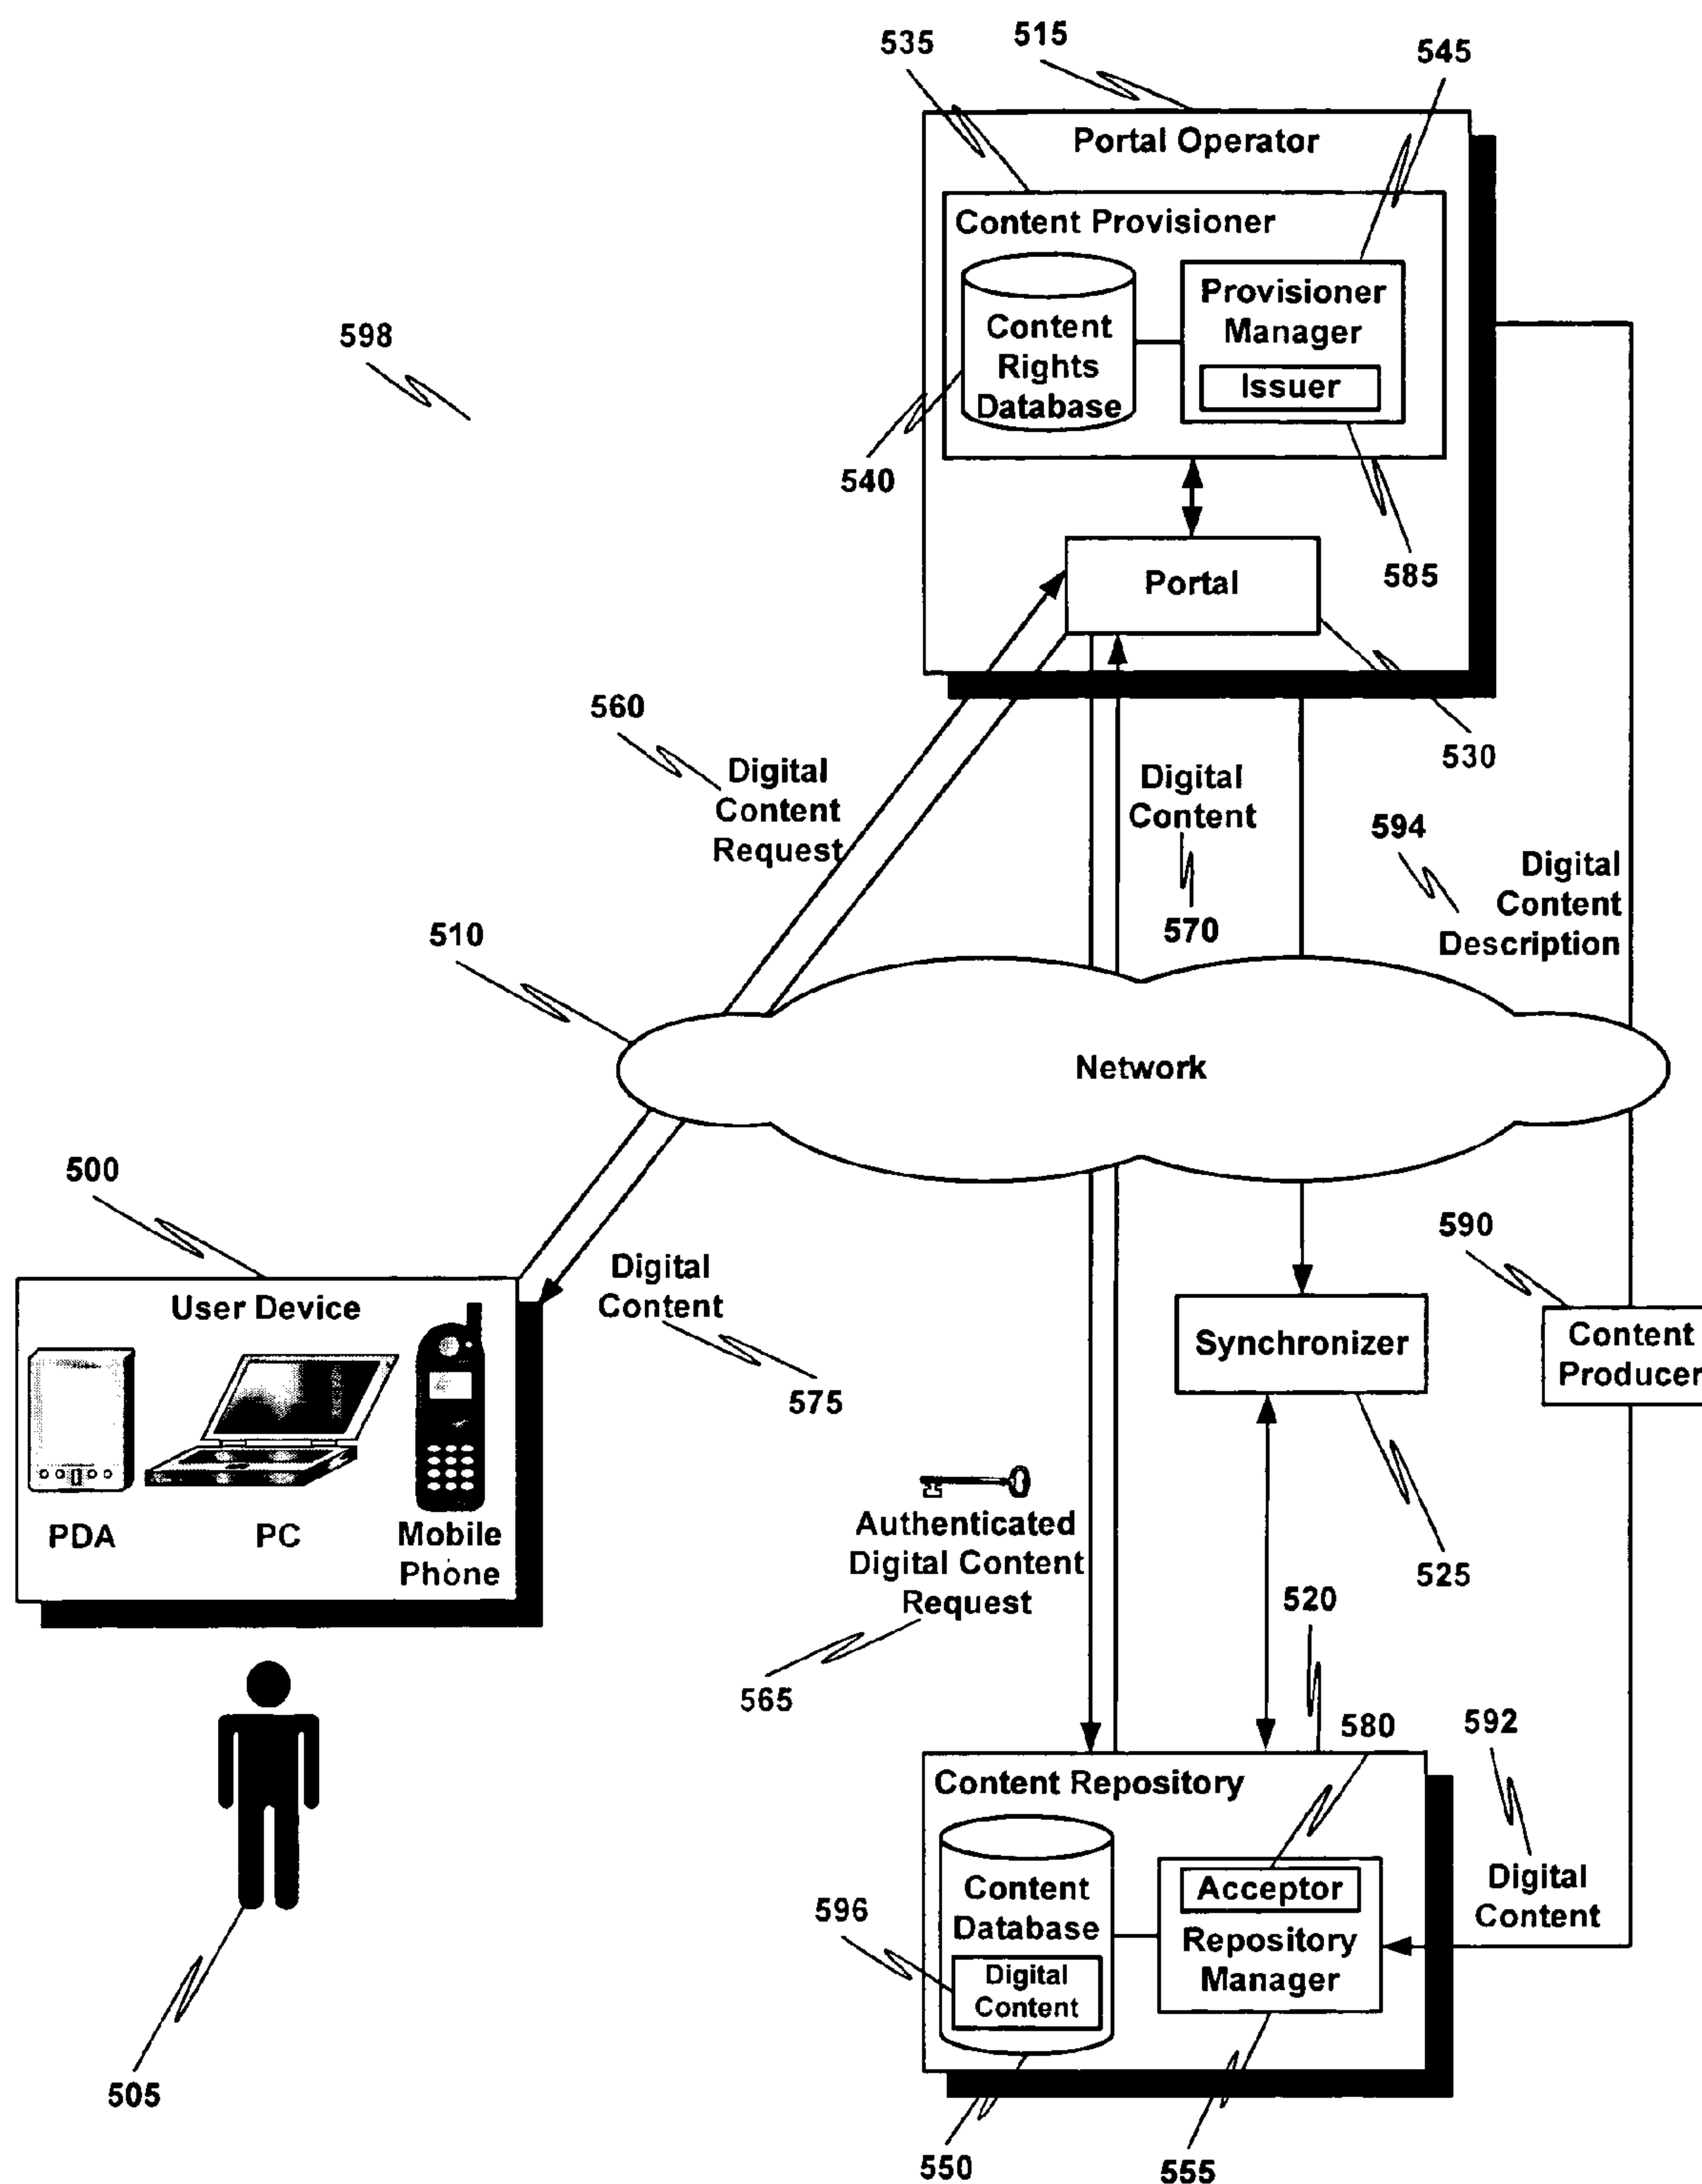 535
515
545
Portal Operator
Content Provisioner
Provisioner
Manager
Issuer
Content
Rights
Database
598
540
585
Portal
560
Digital
Content
Request
530
Digital
Content
570
594
Digital
Content
Description
510
Network
500
590
User Device
PDA
PC
Mobile
Phone
Digital
Content
575
Synchronizer
Content
Producer
525
Authenticated
Digital Content
Request
565
520
580
592
Content Repository
Content
Database
Digital
Content
Acceptor
Repository
Manager
596
Digital
Content
505
550
555